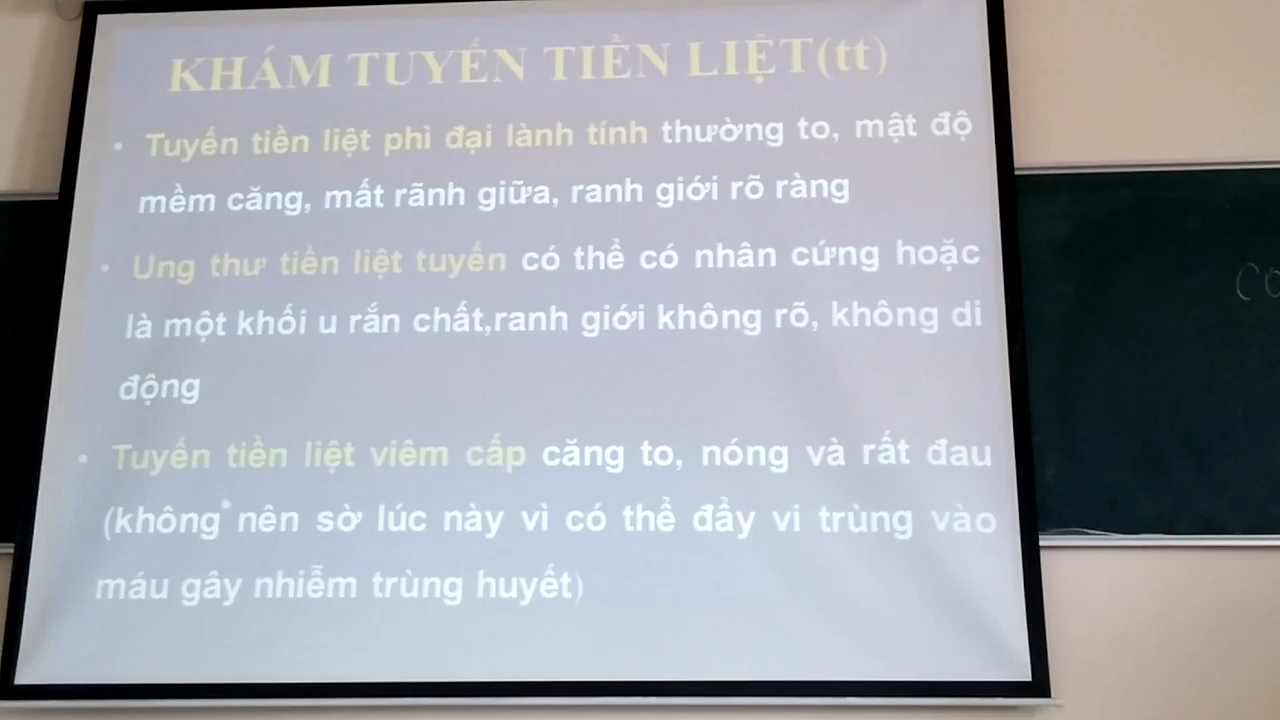 KHÁM TUYẾN TIỀN LIỆT(tt)
• Tuyến tiền liệt phì đại lành tính thường to, mật độ
mềm căng, mất rãnh giữa, ranh giới rõ ràng
• Ung thư tiền liệt tuyến có thể có nhân cứng hoặc
là một khối u rắn chất,ranh giới không rõ, không di
động
• Tuyến tiền liệt viêm cấp căng to, nóng và rất đau
(không nên sờ lúc này vì có thể đẩy vi trùng vào
máu gây nhiễm trùng huyết)